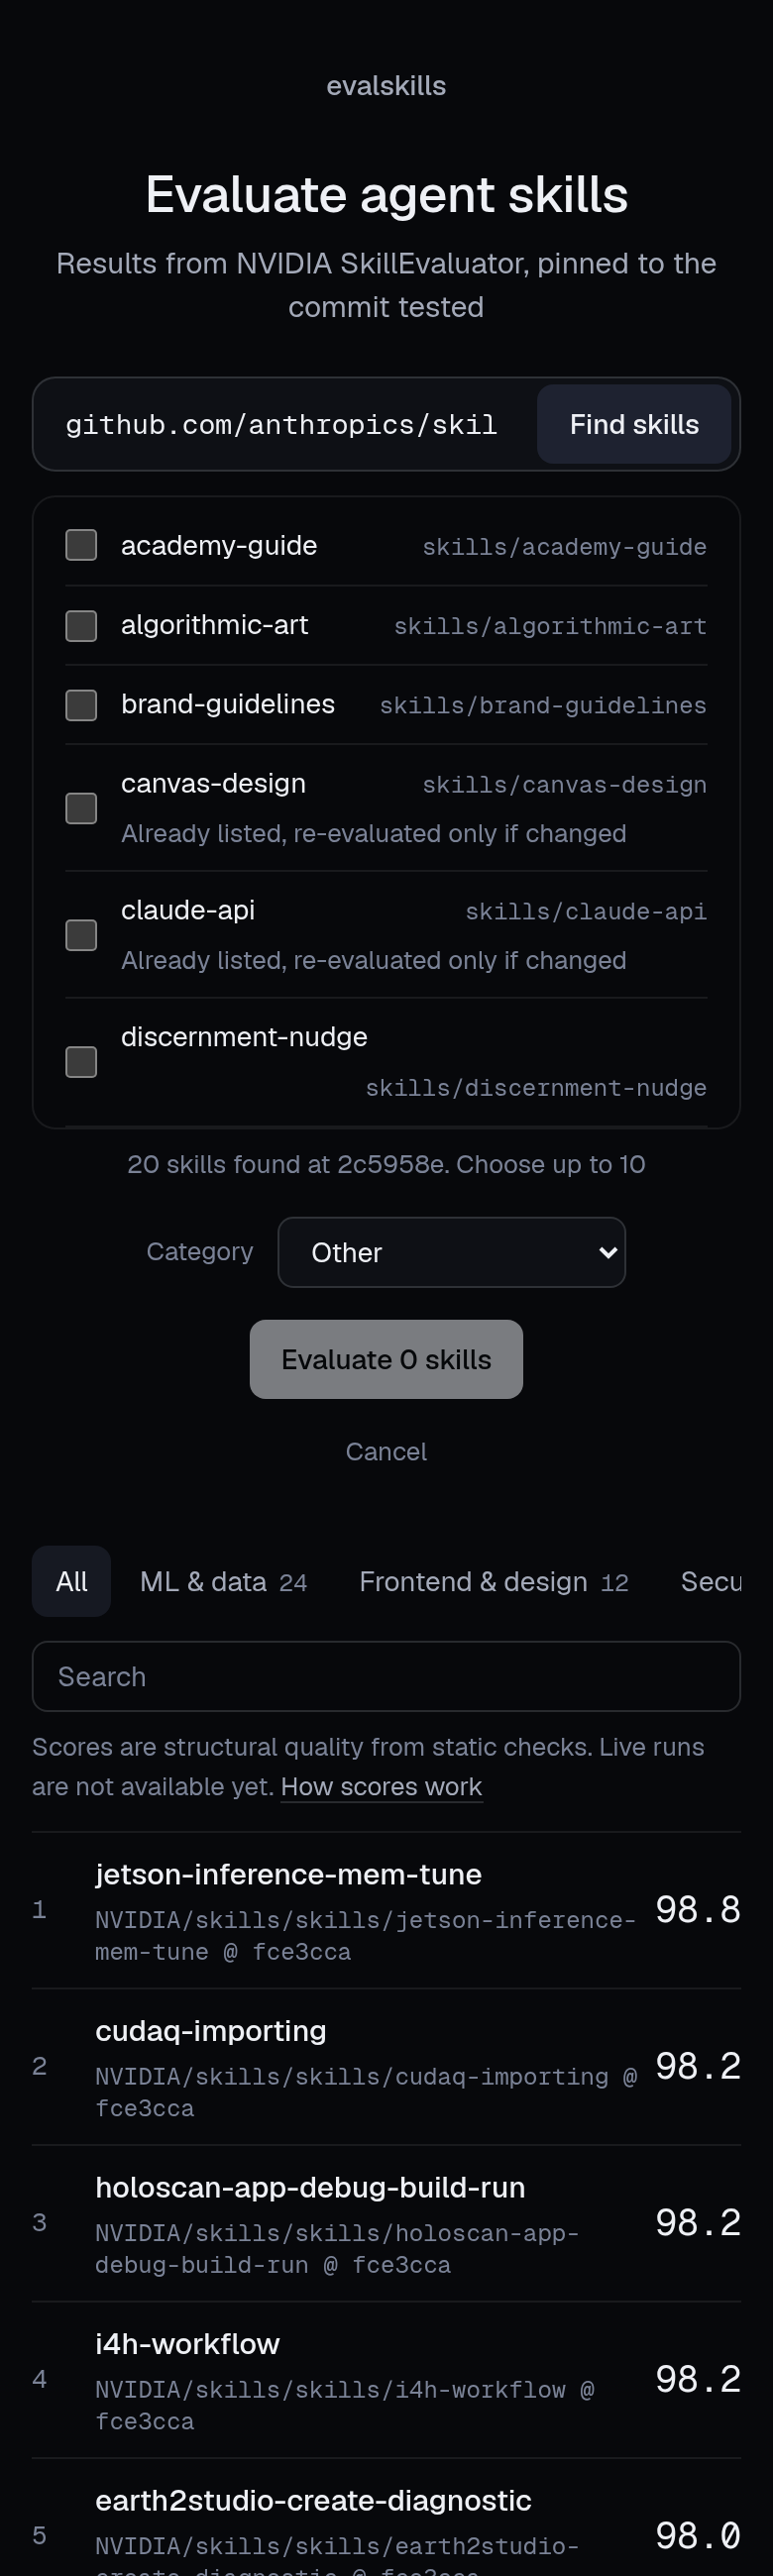 evalskills
Evaluate agent skills
Results from NVIDIA SkillEvaluator, pinned to the
commit tested
github.com/anthropics/skil
Find skills
academy-guide skills/academy-guide
algorithmic-art skills/algorithmic-art
brand-guidelines skills/brand-guidelines
canvas-design skills/canvas-design
Already listed, re-evaluated only if changed
claude-api skills/claude-api
Already listed, re-evaluated only if changed
discernment-nudge
skills/discernment-nudge
20 skills found at 2c5958e. Choose up to 10
Category Other
Evaluate 0 skills
Cancel
All ML & data 24 Frontend & design 12 Secu
Search
Scores are structural quality from static checks. Live runs
are not available yet. How scores work
1 jetson-inference-mem-tune 98.8
NVIDIA/skills/skills/jetson-inference-
mem-tune @ fce3cca
2 cudaq-importing 98.2
NVIDIA/skills/skills/cudaq-importing @
fce3cca
3 holoscan-app-debug-build-run 98.2
NVIDIA/skills/skills/holoscan-app-
debug-build-run @ fce3cca
4 i4h-workflow 98.2
NVIDIA/skills/skills/i4h-workflow @
fce3cca
5 earth2studio-create-diagnostic 98.0
NVIDIA/skills/skills/earth2studio-
create-diagnostic @ fce3cca